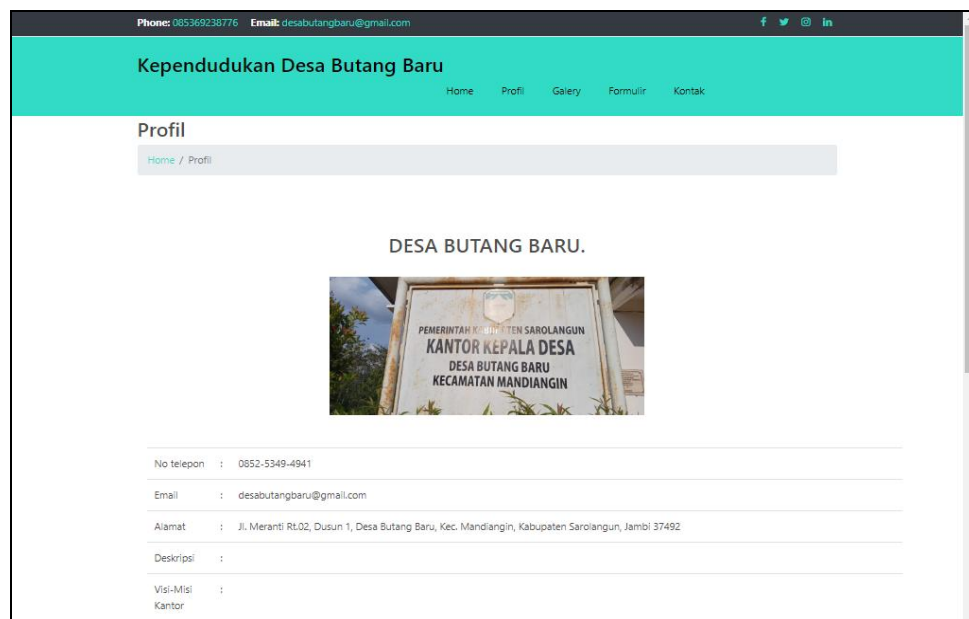 Phone: 085369238776 Email: desabutangbaru@gmail.com
Kependudukan Desa Butang Baru
Home Profil Galery Formulir Kontak
Profil
Home / Profil
DESA BUTANG BARU.
PEMERINTAH KABUPATEN SAROLANGUN
KANTOR KEPALA DESA
DESA BUTANG BARU
KECAMATAN MANDIANGIN
No telepon : 0852-5349-4941
Email : desabutangbaru@gmail.com
Alamat : Jl. Meranti Rt.02, Dusun 1, Desa Butang Baru, Kec. Mandiangin, Kabupaten Sarolangun, Jambi 37492
Deskripsi :
Visi-Misi :
Kantor